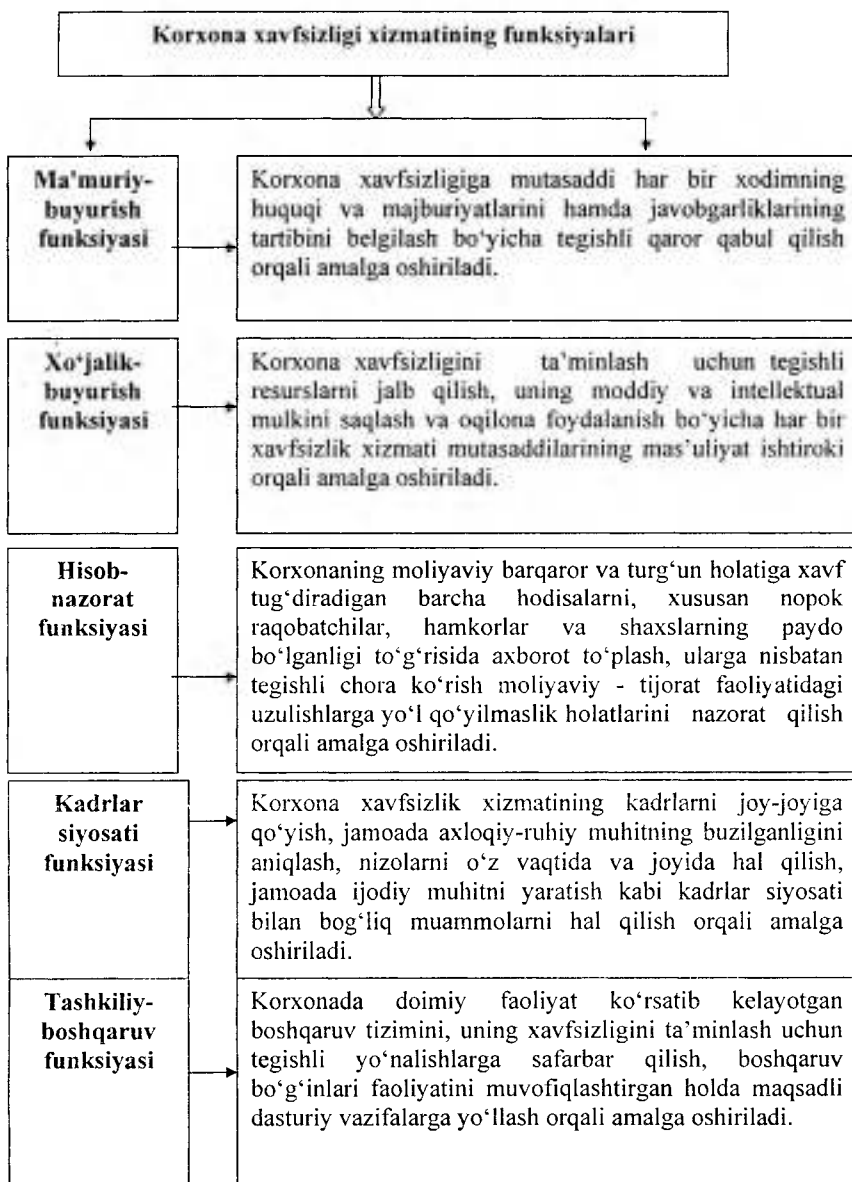 Korxona xavfsizligi xizmatining funksiyalari
Ma'muriy-
buyurish
funksiyasi
Korxona xavfsizligiga mutasaddi har bir xodimning
huquqi va majburiyatlarini hamda javobgarliklarining
tartibini belgilash bo‘yicha tegishli qaror qabul qilish
orqali amalga oshiriladi.
Xo‘jalik-
buyurish
funksiyasi
Korxona xavfsizligini ta'minlash uchun tegishli
resurslarni jalb qilish, uning moddiy va intellektual
mulkini saqlash va oqilona foydalanish bo‘yicha har bir
xavfsizlik xizmati mutasaddilarining mas’uliyat ishtiroki
orqali amalga oshiriladi.
Hisob-
nazorat
funksiyasi
Korxonaning moliyaviy barqaror va turg‘un holatiga xavf
tug‘diradigan barcha hodisalarni, xususan nopok
raqobatchilar, hamkorlar va shaxslarning paydo
bo‘lganligi to‘g‘risida axborot to‘plash, ularga nisbatan
tegishli chora ko‘rish moliyaviy - tijorat faoliyatidagi
uzulishlarga yo‘l qo‘yilmaslik holatlarini nazorat qilish
orqali amalga oshiriladi.
Kadrlar
siyosati
funksiyasi
Korxona xavfsizlik xizmatining kadrlarni joy-joyiga
qo‘yish, jamoada axloqiy-ruhiy muhitning buzilganligini
aniqlash, nizolarni o‘z vaqtida va joyida hal qilish,
jamoada ijodiy muhitni yaratish kabi kadrlar siyosati
bilan bog‘liq muammolarni hal qilish orqali amalga
oshiriladi.
Tashkiliy-
boshqaruv
funksiyasi
Korxonada doimiy faoliyat ko‘rsatib kelayotgan
boshqaruv tizimini, uning xavfsizligini ta’minlash uchun
tegishli yo‘nalishlarga safarbar qilish, boshqaruv
bo‘g‘inlari faoliyatini muvofiqlashtirgan holda maqsadli
dasturiy vazifalarga yo‘llash orqali amalga oshiriladi.